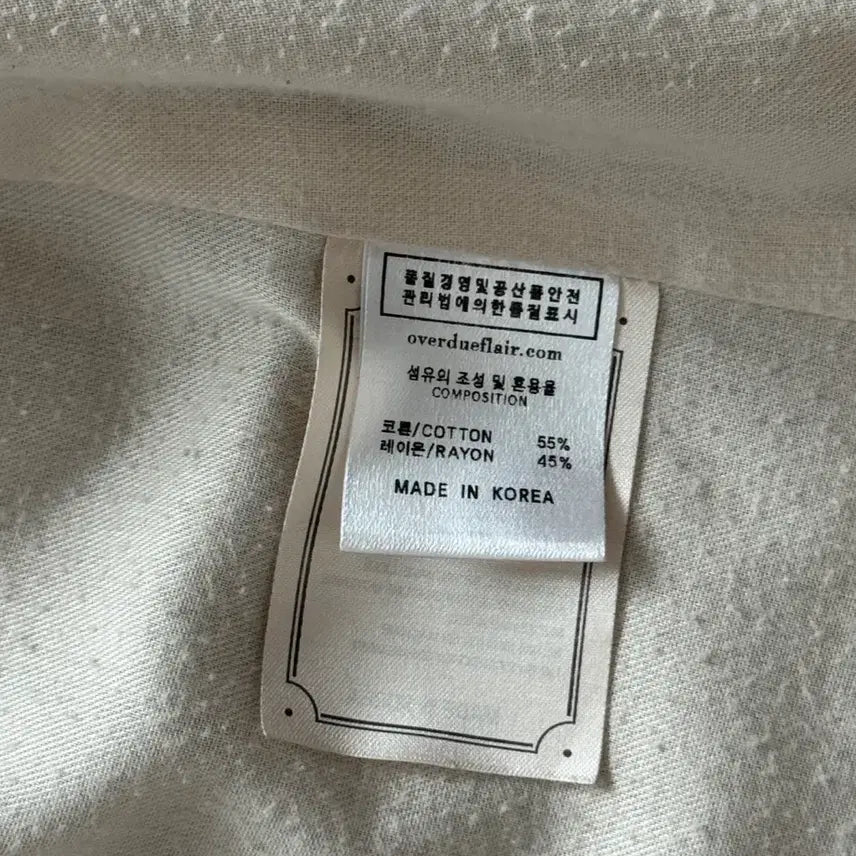 품질경영및공산품안전
관리법에의한품질표시
overdueflair.com
섬유의 조성 및 혼용율
COMPOSITION
코튼/COTTON 55%
레이온/RAYON 45%
MADE IN KOREA